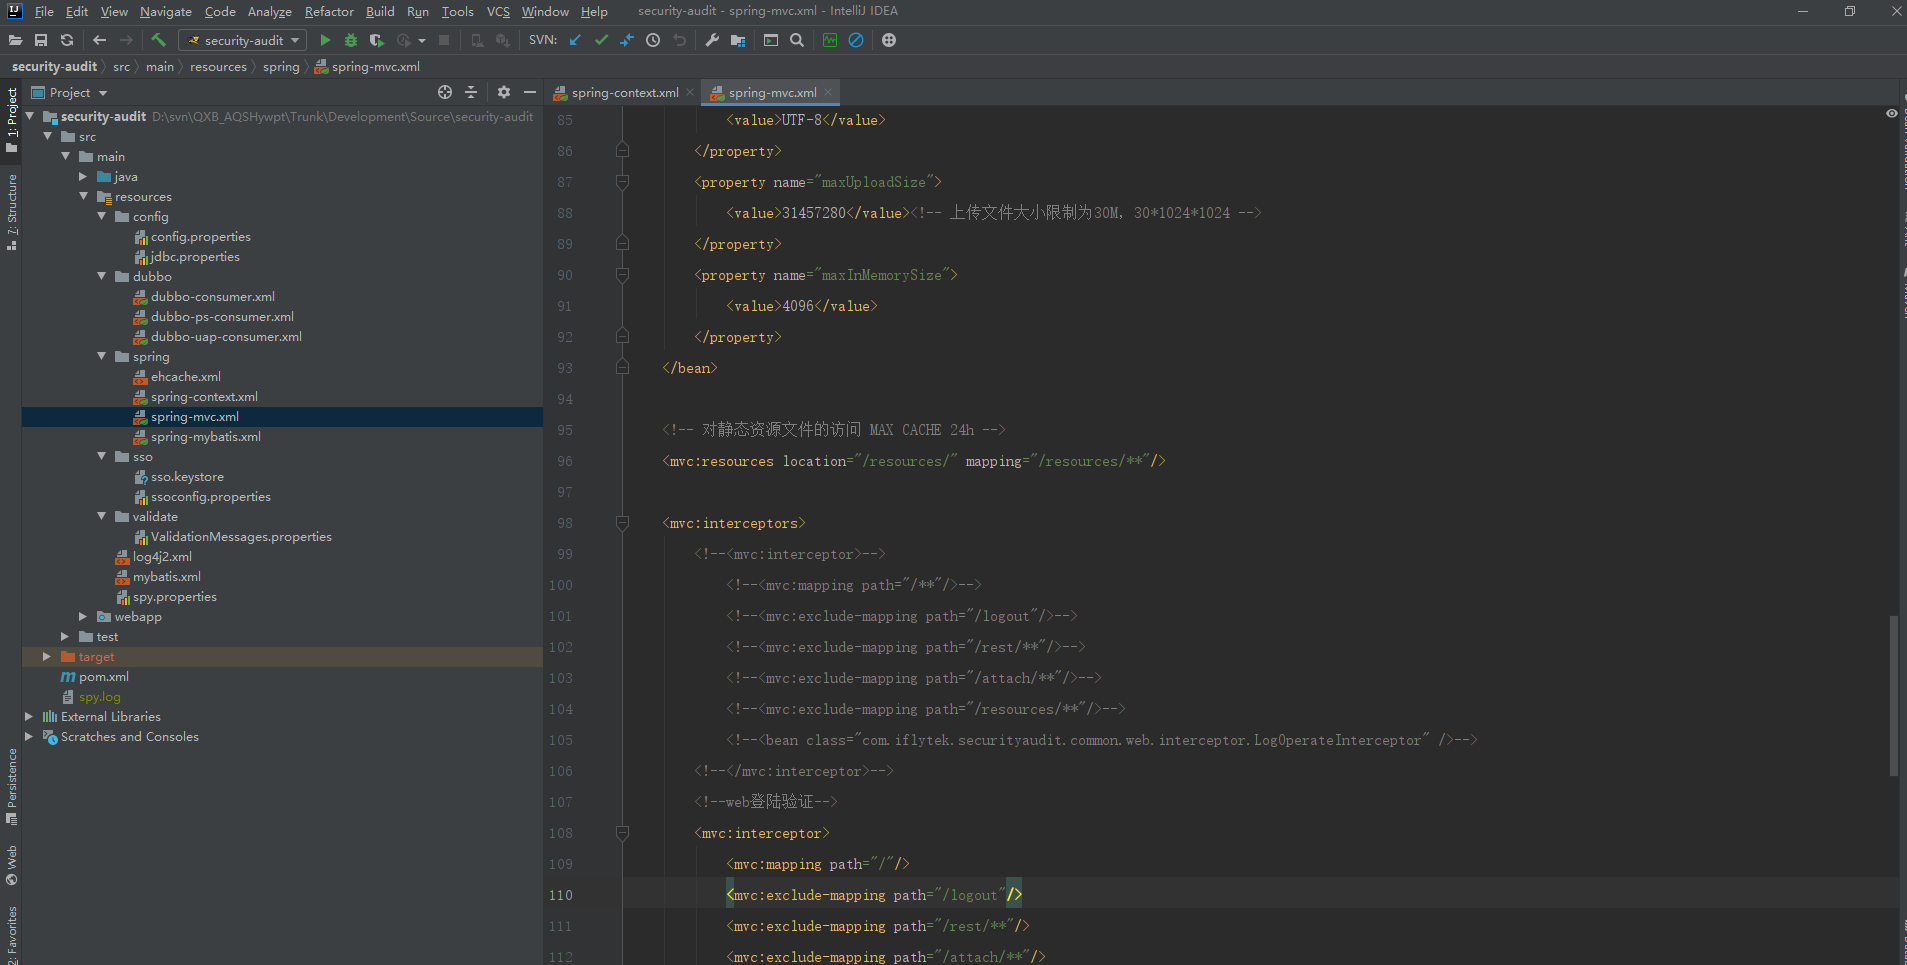 File Edit View Navigate Code Analyze Refactor Build Run Tools VCS Window Help security-audit - spring-mvc.xml - IntelliJ IDEA
security-audit SVN:
security-audit src main resources spring spring-mvc.xml
Project
spring-context.xml spring-mvc.xml
1: Project
7: Structure
Persistence
Web
2: Favorites
security-audit D:\svn\QXB_AQSHywpt\Trunk\Development\Source\security-audit
src
main
java
resources
config
config.properties
jdbc.properties
dubbo
dubbo-consumer.xml
dubbo-ps-consumer.xml
dubbo-uap-consumer.xml
spring
ehcache.xml
spring-context.xml
spring-mvc.xml
spring-mybatis.xml
sso
sso.keystore
ssoconfig.properties
validate
ValidationMessages.properties
log4j2.xml
mybatis.xml
spy.properties
webapp
test
target
pom.xml
spy.log
External Libraries
Scratches and Consoles
85 <value>UTF-8</value>
86 </property>
87 <property name="maxUploadSize">
88 <value>31457280</value><!-- 上传文件大小限制为30M，30*1024*1024 -->
89 </property>
90 <property name="maxInMemorySize">
91 <value>4096</value>
92 </property>
93 </bean>
94
95 <!-- 对静态资源文件的访问 MAX CACHE 24h -->
96 <mvc:resources location="/resources/" mapping="/resources/**"/>
97
98 <mvc:interceptors>
99 <!--<mvc:interceptor>-->
100 <!--<mvc:mapping path="/**"/>-->
101 <!--<mvc:exclude-mapping path="/logout"/>-->
102 <!--<mvc:exclude-mapping path="/rest/**"/>-->
103 <!--<mvc:exclude-mapping path="/attach/**"/>-->
104 <!--<mvc:exclude-mapping path="/resources/**"/>-->
105 <!--<bean class="com.iflytek.securityaudit.common.web.interceptor.LogOperateInterceptor" />-->
106 <!--</mvc:interceptor>-->
107 <!--web登陆验证-->
108 <mvc:interceptor>
109 <mvc:mapping path="/"/>
110 <mvc:exclude-mapping path="/logout"/>
111 <mvc:exclude-mapping path="/rest/**"/>
112 <mvc:exclude-mapping path="/attach/**"/>